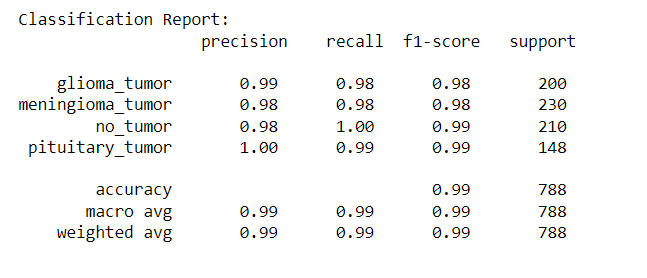 Classification Report:
precision recall f1-score support
glioma_tumor 0.99 0.98 0.98 200
meningioma_tumor 0.98 0.98 0.98 230
no_tumor 0.98 1.00 0.99 210
pituitary_tumor 1.00 0.99 0.99 148
accuracy 0.99 788
macro avg 0.99 0.99 0.99 788
weighted avg 0.99 0.99 0.99 788